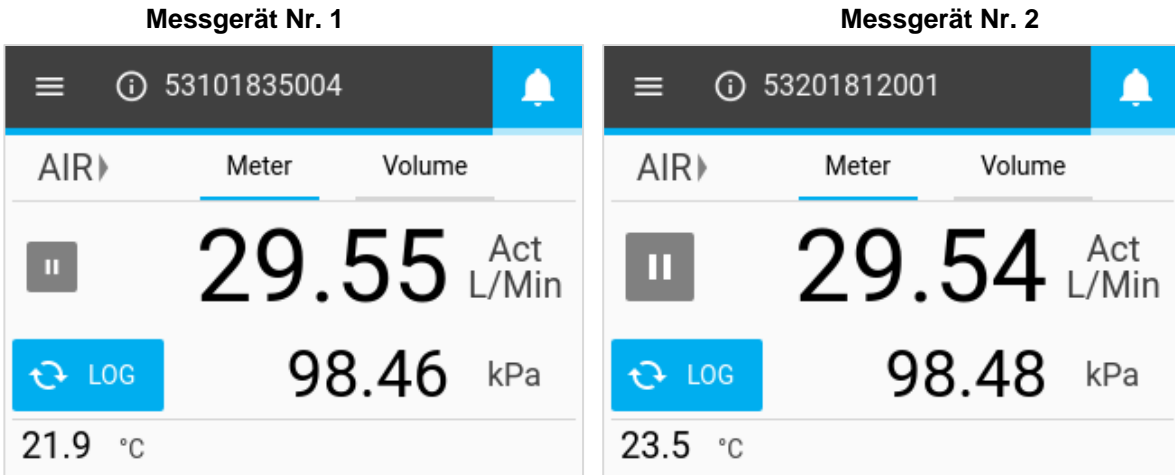 Messgerät Nr. 1
53101835004
AIR Meter Volume
29.55 Act L/Min
LOG 98.46 kPa
21.9 °C
Messgerät Nr. 2
53201812001
AIR Meter Volume
29.54 Act L/Min
LOG 98.48 kPa
23.5 °C